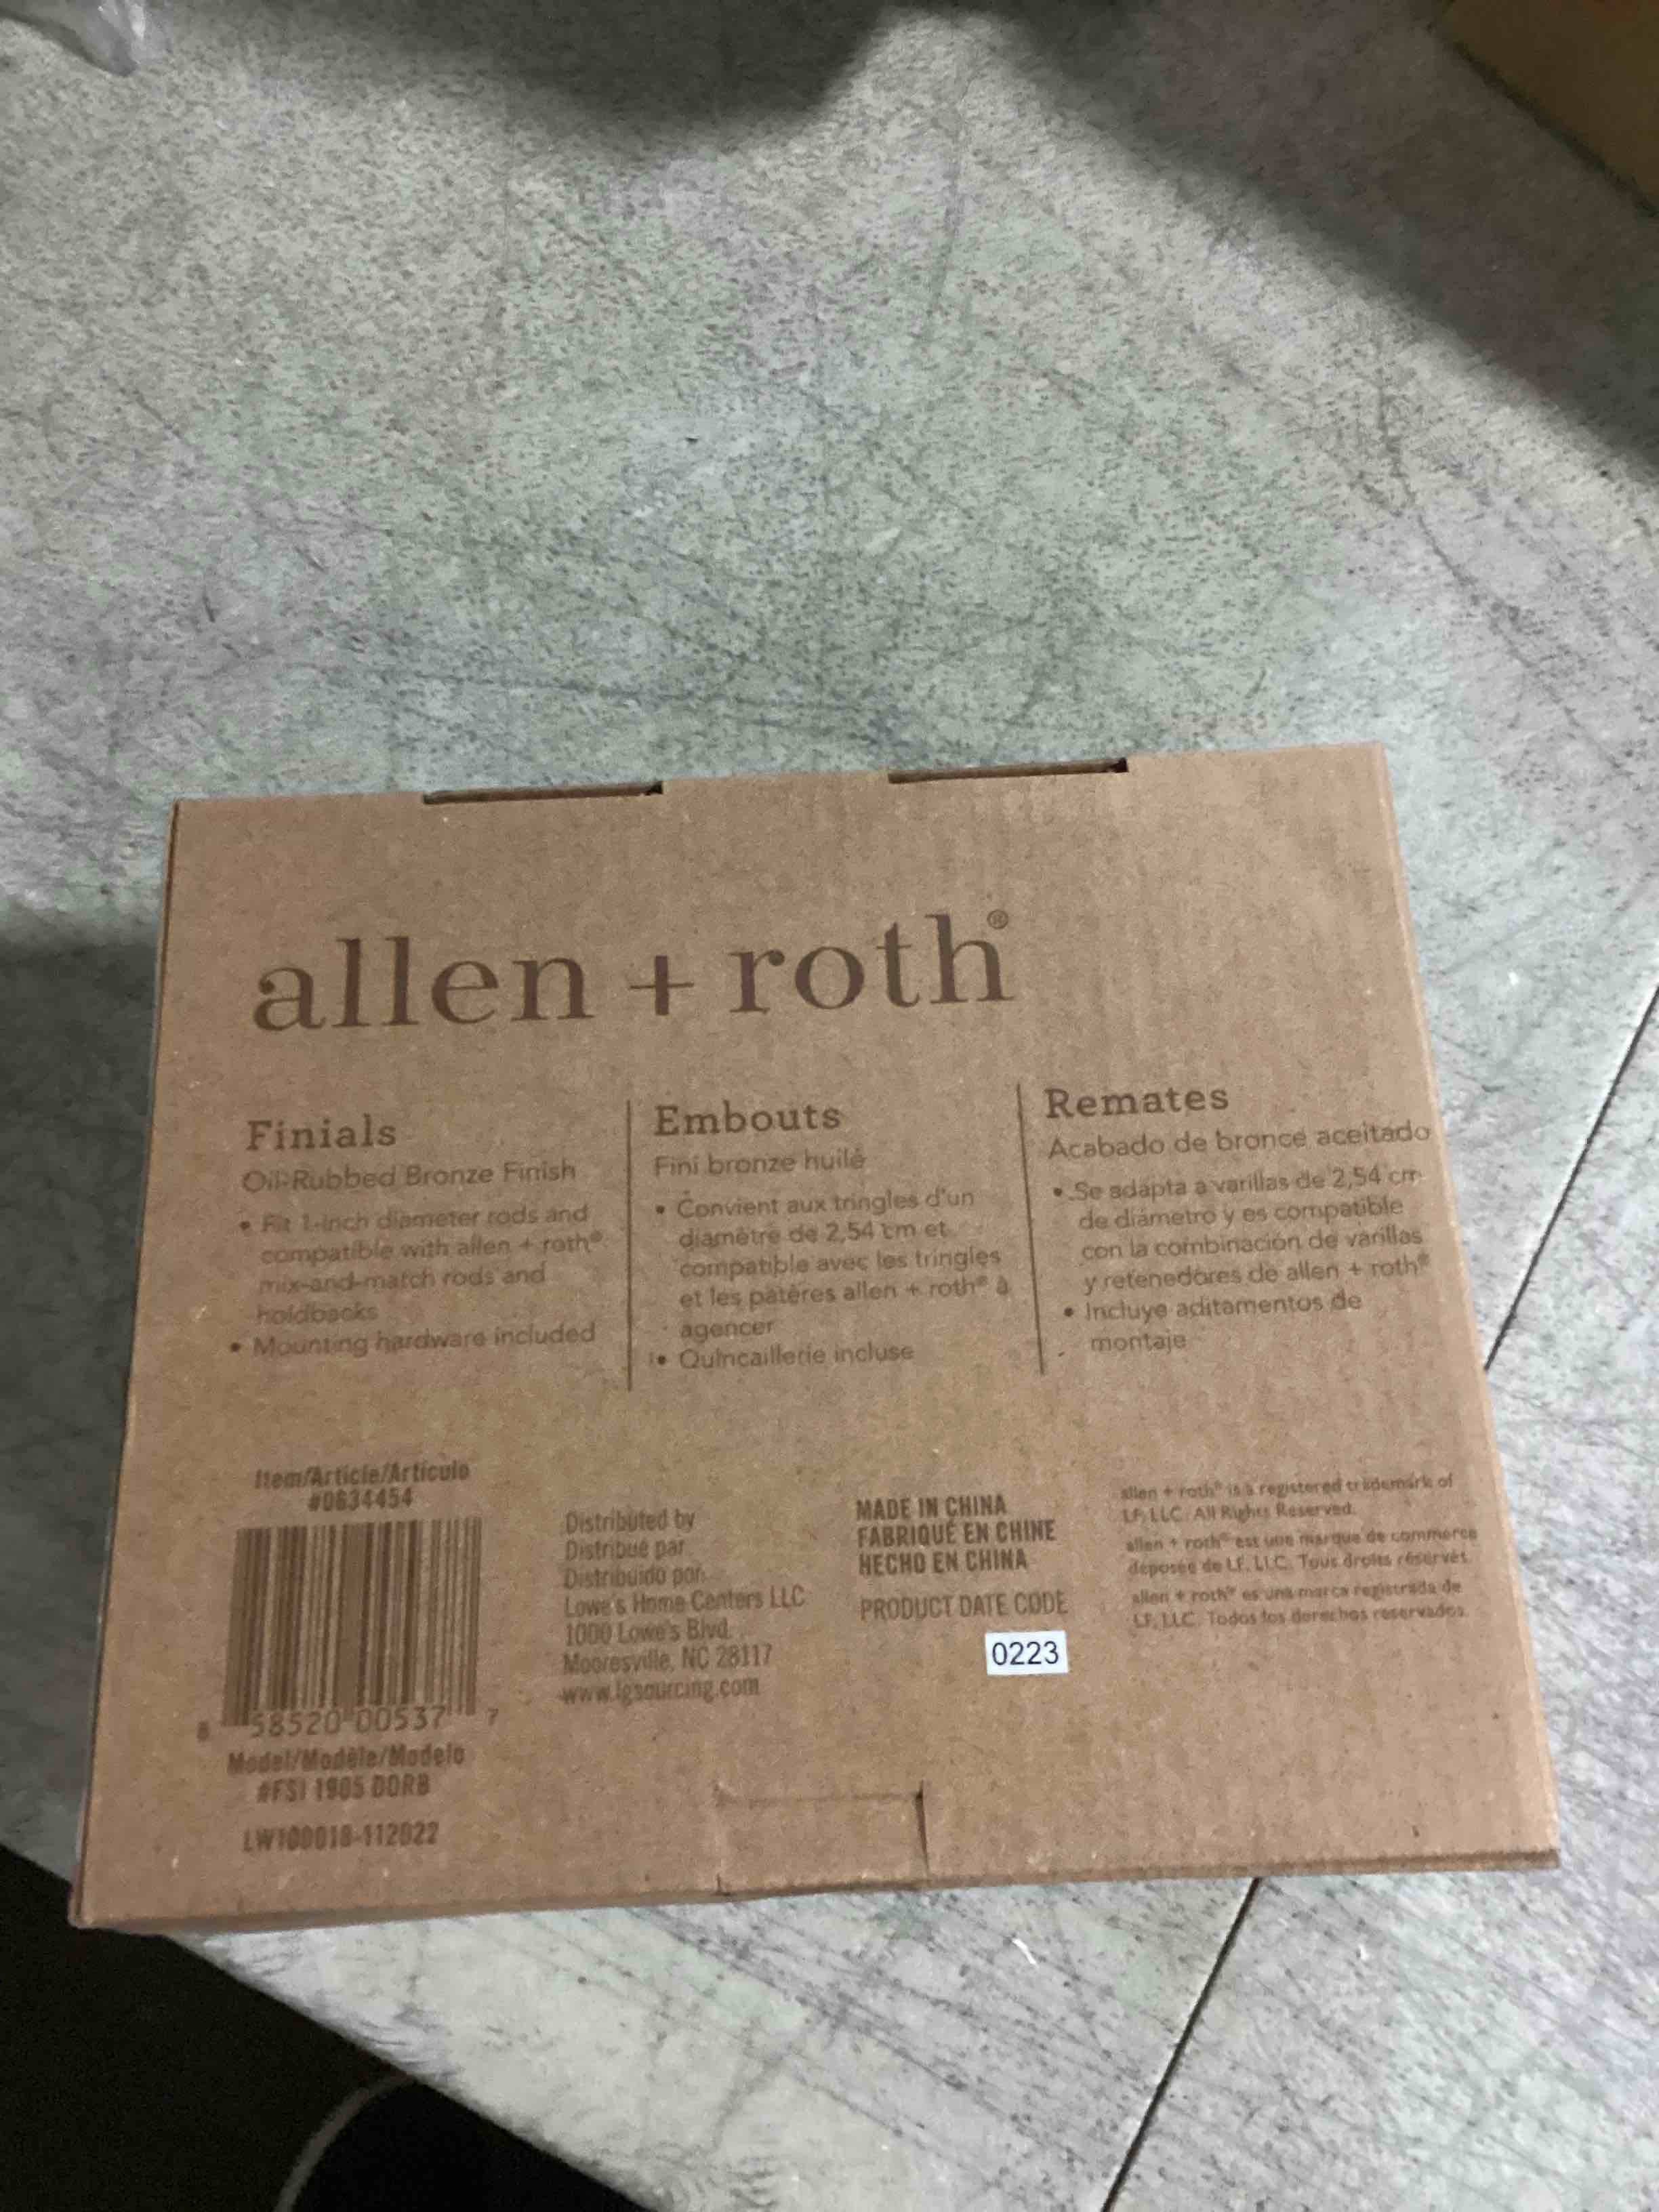 allen + roth®
Finials
Oil-Rubbed Bronze Finish
• Fit 1-inch diameter rods and
compatible with allen + roth®
mix-and-match rods and
holdbacks
• Mounting hardware included
Embouts
Fini bronze huilé
• Convient aux tringles d'un
diamètre de 2,54 cm et
compatible avec les tringles
et les patères allen + roth® à
agencer
• Quincaillerie incluse
Remates
Acabado de bronce aceitado
• Se adapta a varillas de 2,54 cm
de diámetro y es compatible
con la combinación de varillas
y retenedores de allen + roth®
• Incluye aditamentos de
montaje
Item/Article/Artículo
#0634454
8 58520 00537 7
Model/Modèle/Modelo
#FSI 1905 DORB
LW100018-112022
Distributed by
Distribué par
Distribuido por:
Lowe's Home Centers LLC
1000 Lowe's Blvd.
Mooresville, NC 28117
www.lgsourcing.com
MADE IN CHINA
FABRIQUÉ EN CHINE
HECHO EN CHINA
PRODUCT DATE CODE
0223
allen + roth® is a registered trademark of
LF, LLC. All Rights Reserved.
allen + roth® est une marque de commerce
déposée de LF, LLC. Tous droits réservés.
allen + roth® es una marca registrada de
LF, LLC. Todos los derechos reservados.